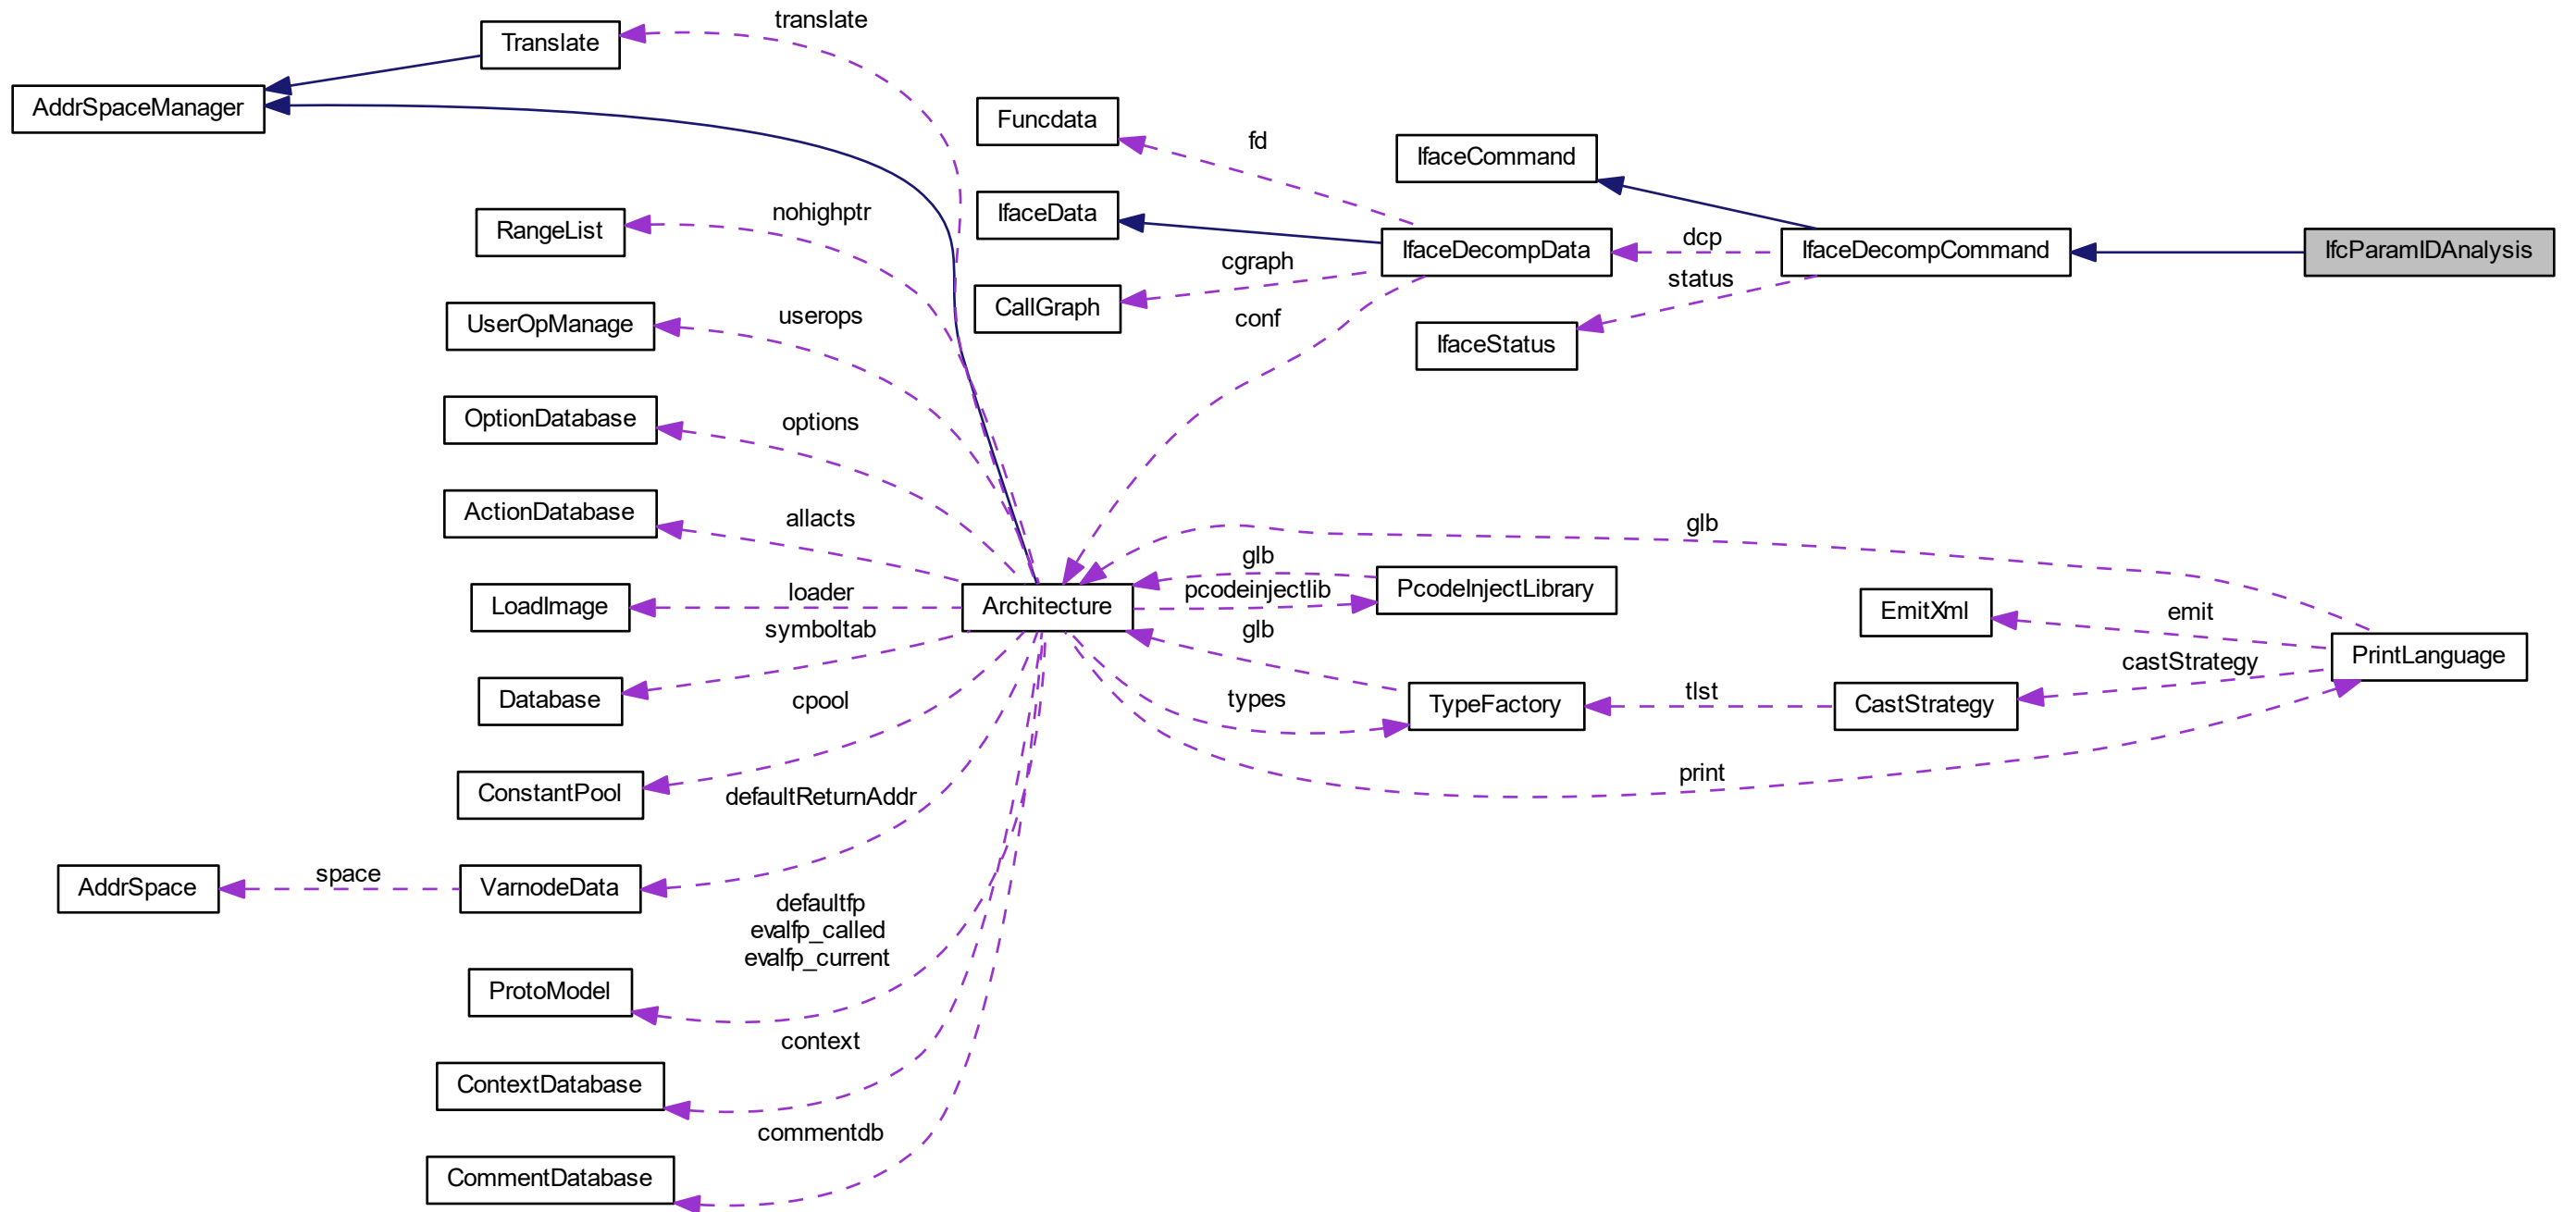 translate
Translate
AddrSpaceManager
Funcdata
fd
IfaceCommand
nohighptr
IfaceData
RangeList
dcp
IfaceDecompData
IfaceDecompCommand
IfcParamIDAnalysis
cgraph
status
CallGraph
userops
conf
UserOpManage
IfaceStatus
OptionDatabase
options
ActionDatabase
allacts
glb
glb
pcodeinjectlib
PcodeInjectLibrary
loader
LoadImage
Architecture
EmitXml
emit
symboltab
glb
PrintLanguage
castStrategy
Database
cpool
types
TypeFactory
tlst
CastStrategy
print
ConstantPool
defaultReturnAddr
AddrSpace
space
VarnodeData
defaultfp
evalfp_called
evalfp_current
ProtoModel
context
ContextDatabase
commentdb
CommentDatabase